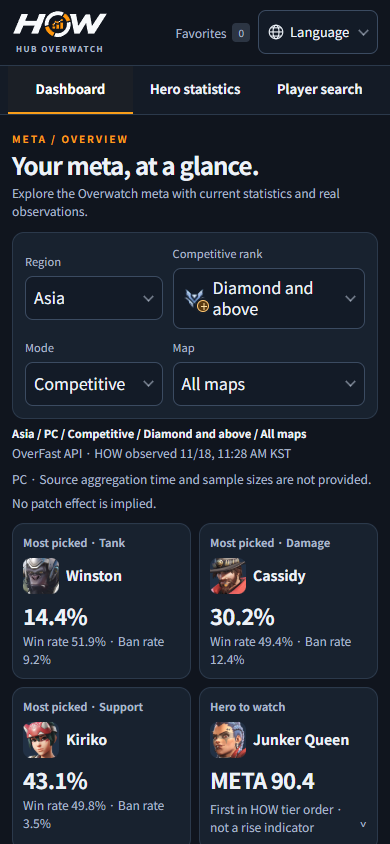 HOW
HUB OVERWATCH
Favorites 0
Language
Dashboard
Hero statistics
Player search
META / OVERVIEW
Your meta, at a glance.
Explore the Overwatch meta with current statistics and real
observations.
Region
Asia
Competitive rank
Diamond and
above
Mode
Competitive
Map
All maps
Asia / PC / Competitive / Diamond and above / All maps
OverFast API · HOW observed 11/18, 11:28 AM KST
PC · Source aggregation time and sample sizes are not provided.
No patch effect is implied.
Most picked · Tank
Winston
14.4%
Win rate 51.9% · Ban rate
9.2%
Most picked · Damage
Cassidy
30.2%
Win rate 49.4% · Ban rate
12.4%
Most picked · Support
Kiriko
43.1%
Win rate 49.8% · Ban rate
3.5%
Hero to watch
Junker Queen
META 90.4
First in HOW tier order ·
not a rise indicator